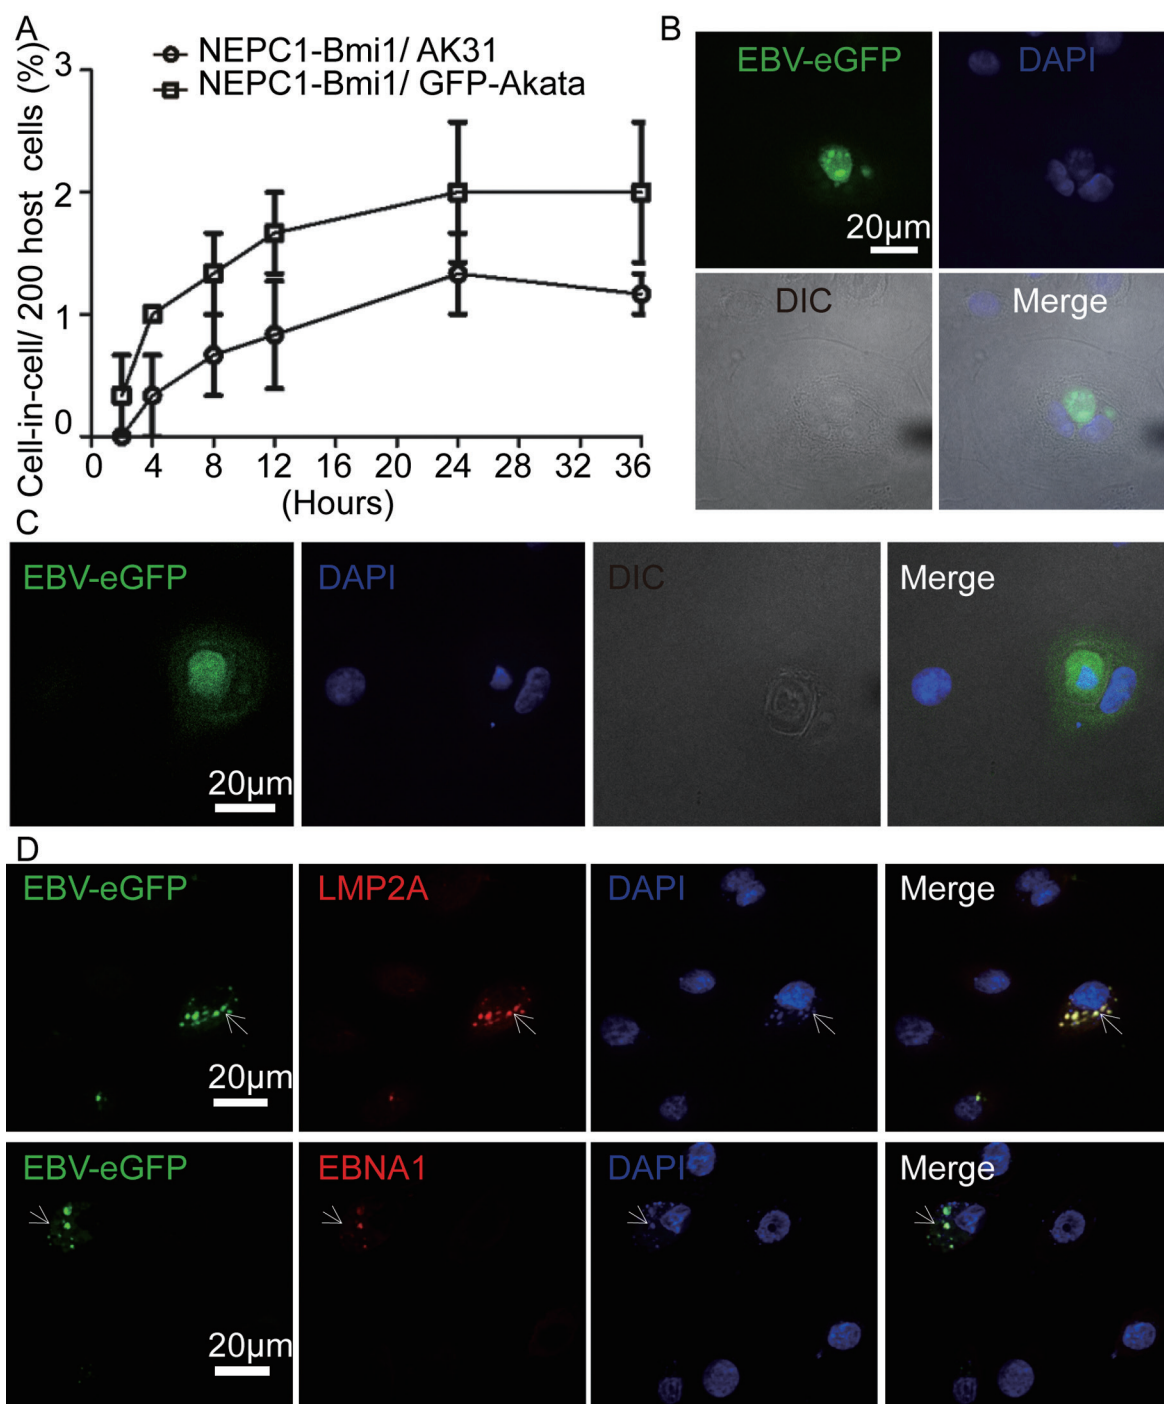 A
NEPC1-Bmi1/ AK31
NEPC1-Bmi1/ GFP-Akata
Cell-in-cell/ 200 host cells (%)
3
2
1
0
0 4 8 12 16 20 24 28 32 36
(Hours)
B
EBV-eGFP
20μm
DAPI
DIC
Merge
C
EBV-eGFP
20μm
DAPI
DIC
Merge
D
EBV-eGFP
20μm
LMP2A
DAPI
Merge
EBV-eGFP
20μm
EBNA1
DAPI
Merge